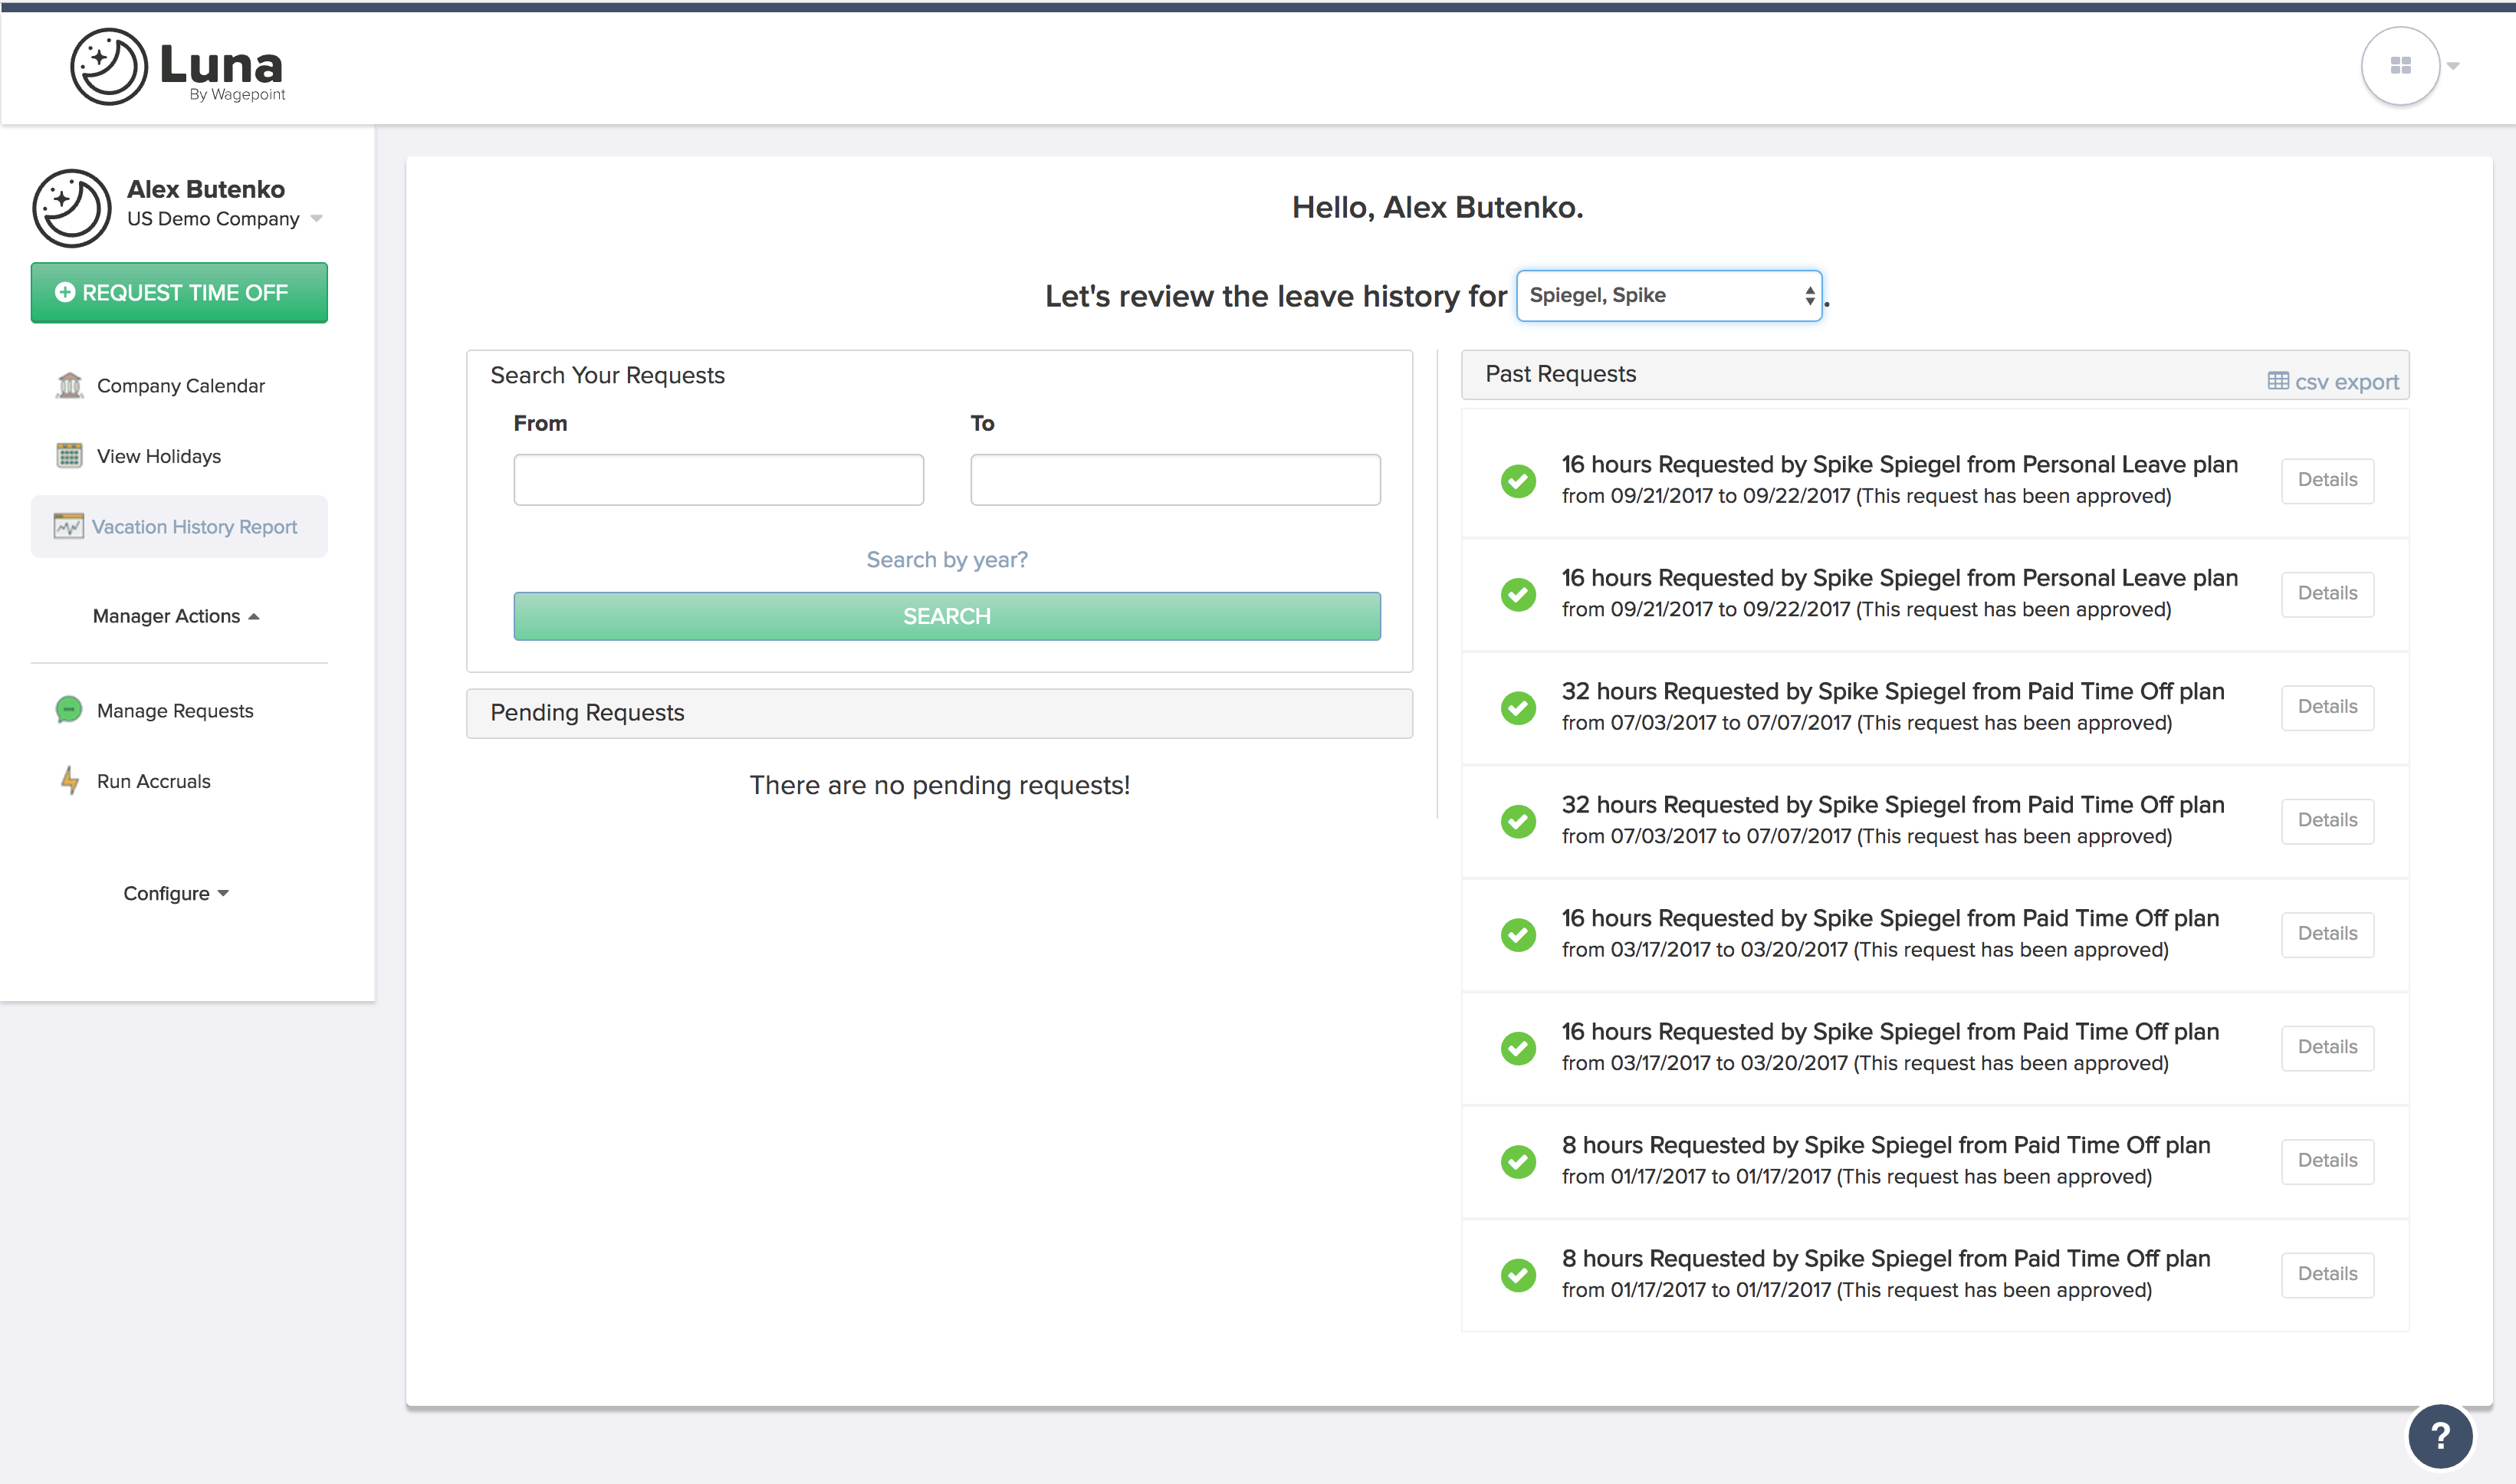 Luna
By Wagepoint
Alex Butenko
US Demo Company
REQUEST TIME OFF
Company Calendar
View Holidays
Vacation History Report
Manager Actions
Manage Requests
Run Accruals
Configure
Hello, Alex Butenko.
Let's review the leave history for Spiegel, Spike .
Search Your Requests
From To
Search by year?
SEARCH
Pending Requests
There are no pending requests!
Past Requests csv export
16 hours Requested by Spike Spiegel from Personal Leave plan
from 09/21/2017 to 09/22/2017 (This request has been approved)
Details
16 hours Requested by Spike Spiegel from Personal Leave plan
from 09/21/2017 to 09/22/2017 (This request has been approved)
Details
32 hours Requested by Spike Spiegel from Paid Time Off plan
from 07/03/2017 to 07/07/2017 (This request has been approved)
Details
32 hours Requested by Spike Spiegel from Paid Time Off plan
from 07/03/2017 to 07/07/2017 (This request has been approved)
Details
16 hours Requested by Spike Spiegel from Paid Time Off plan
from 03/17/2017 to 03/20/2017 (This request has been approved)
Details
16 hours Requested by Spike Spiegel from Paid Time Off plan
from 03/17/2017 to 03/20/2017 (This request has been approved)
Details
8 hours Requested by Spike Spiegel from Paid Time Off plan
from 01/17/2017 to 01/17/2017 (This request has been approved)
Details
8 hours Requested by Spike Spiegel from Paid Time Off plan
from 01/17/2017 to 01/17/2017 (This request has been approved)
Details
?